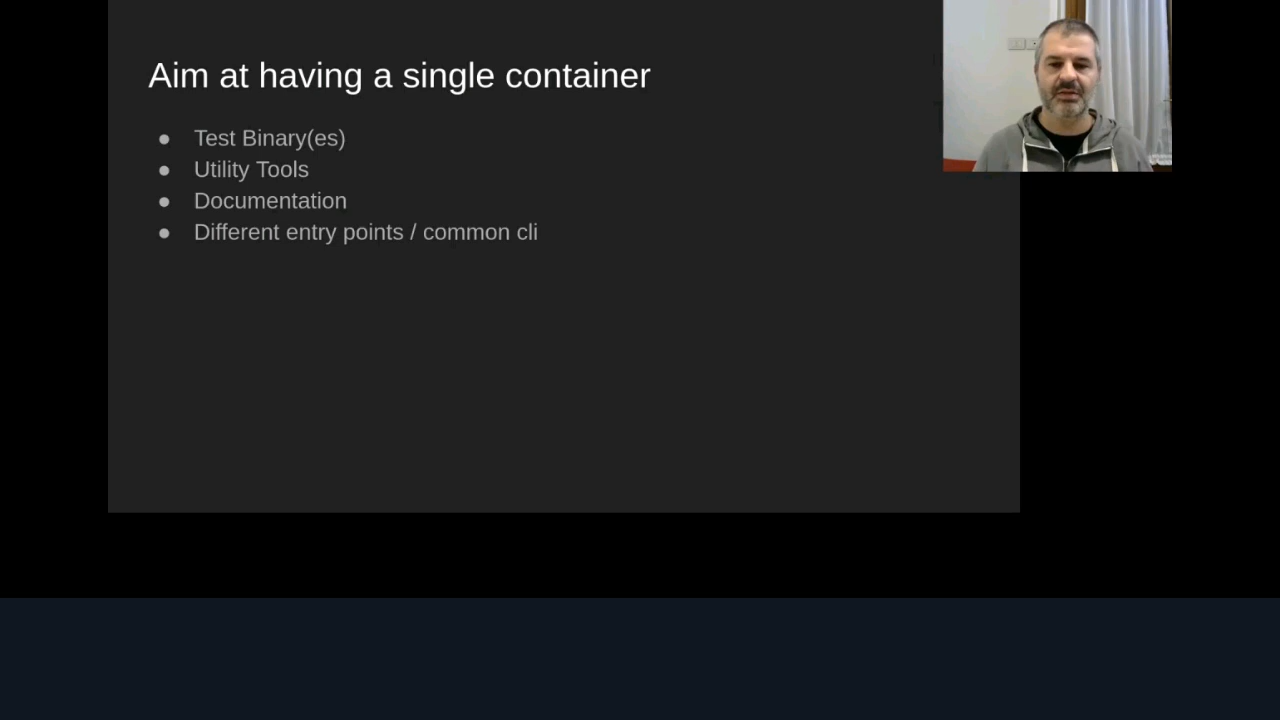 Aim at having a single container
● Test Binary(es)
● Utility Tools
● Documentation
● Different entry points / common cli